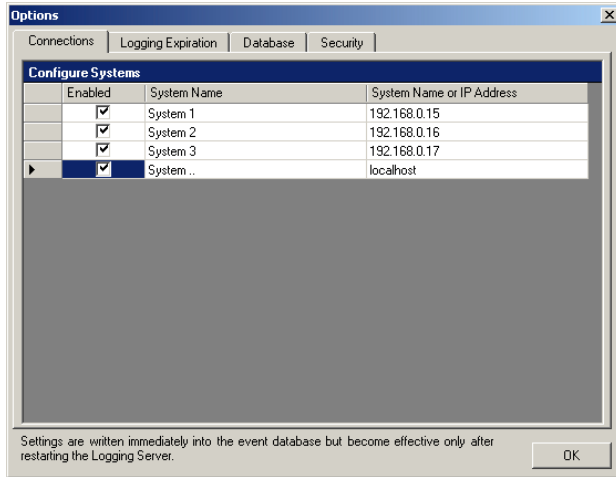 Options
Connections Logging Expiration Database Security
Configure Systems
Enabled System Name System Name or IP Address
System 1 192.168.0.15
System 2 192.168.0.16
System 3 192.168.0.17
System .. localhost
Settings are written immediately into the event database but become effective only after
restarting the Logging Server.
OK